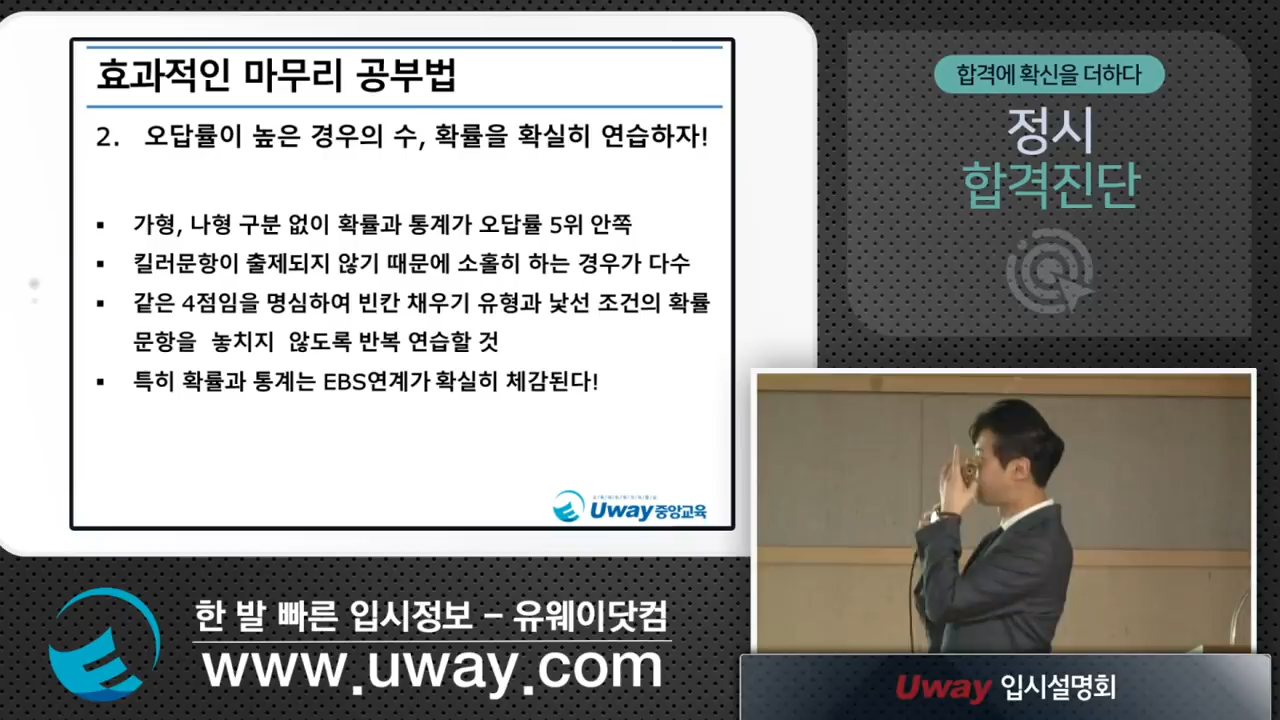 효과적인 마무리 공부법
2. 오답률이 높은 경우의 수, 확률을 확실히 연습하자!
▪ 가형, 나형 구분 없이 확률과 통계가 오답률 5위 안쪽
▪ 킬러문항이 출제되지 않기 때문에 소홀히 하는 경우가 다수
▪ 같은 4점임을 명심하여 빈칸 채우기 유형과 낯선 조건의 확률
문항을 놓치지 않도록 반복 연습할 것
▪ 특히 확률과 통계는 EBS연계가 확실히 체감된다!
Uway중앙교육
합격에 확신을 더하다
정시
합격진단
한 발 빠른 입시정보 – 유웨이닷컴
www.uway.com
Uway 입시설명회